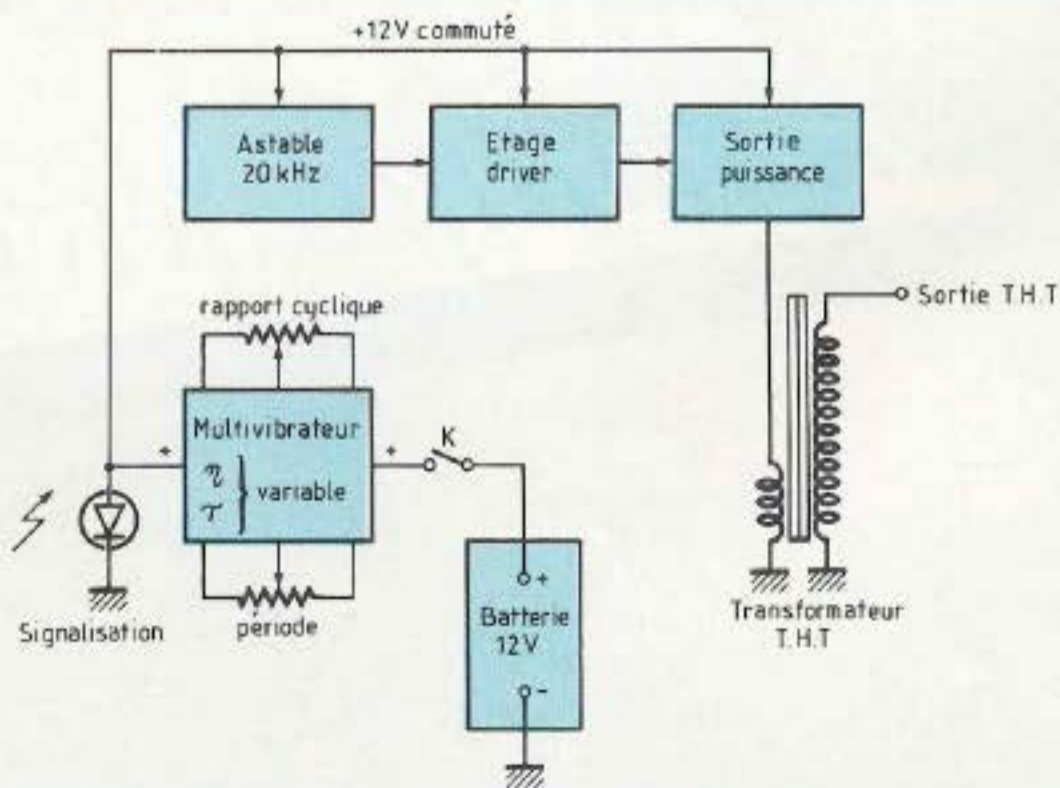 +12V commuté
Astable
20 kHz
Etage
driver
Sortie
puissance
rapport cyclique
Sortie T.H.T
Multivibrateur
η
τ
variable
+
+
K
+
Batterie
12V
-
Signalisation
période
Transformateur
T.H.T